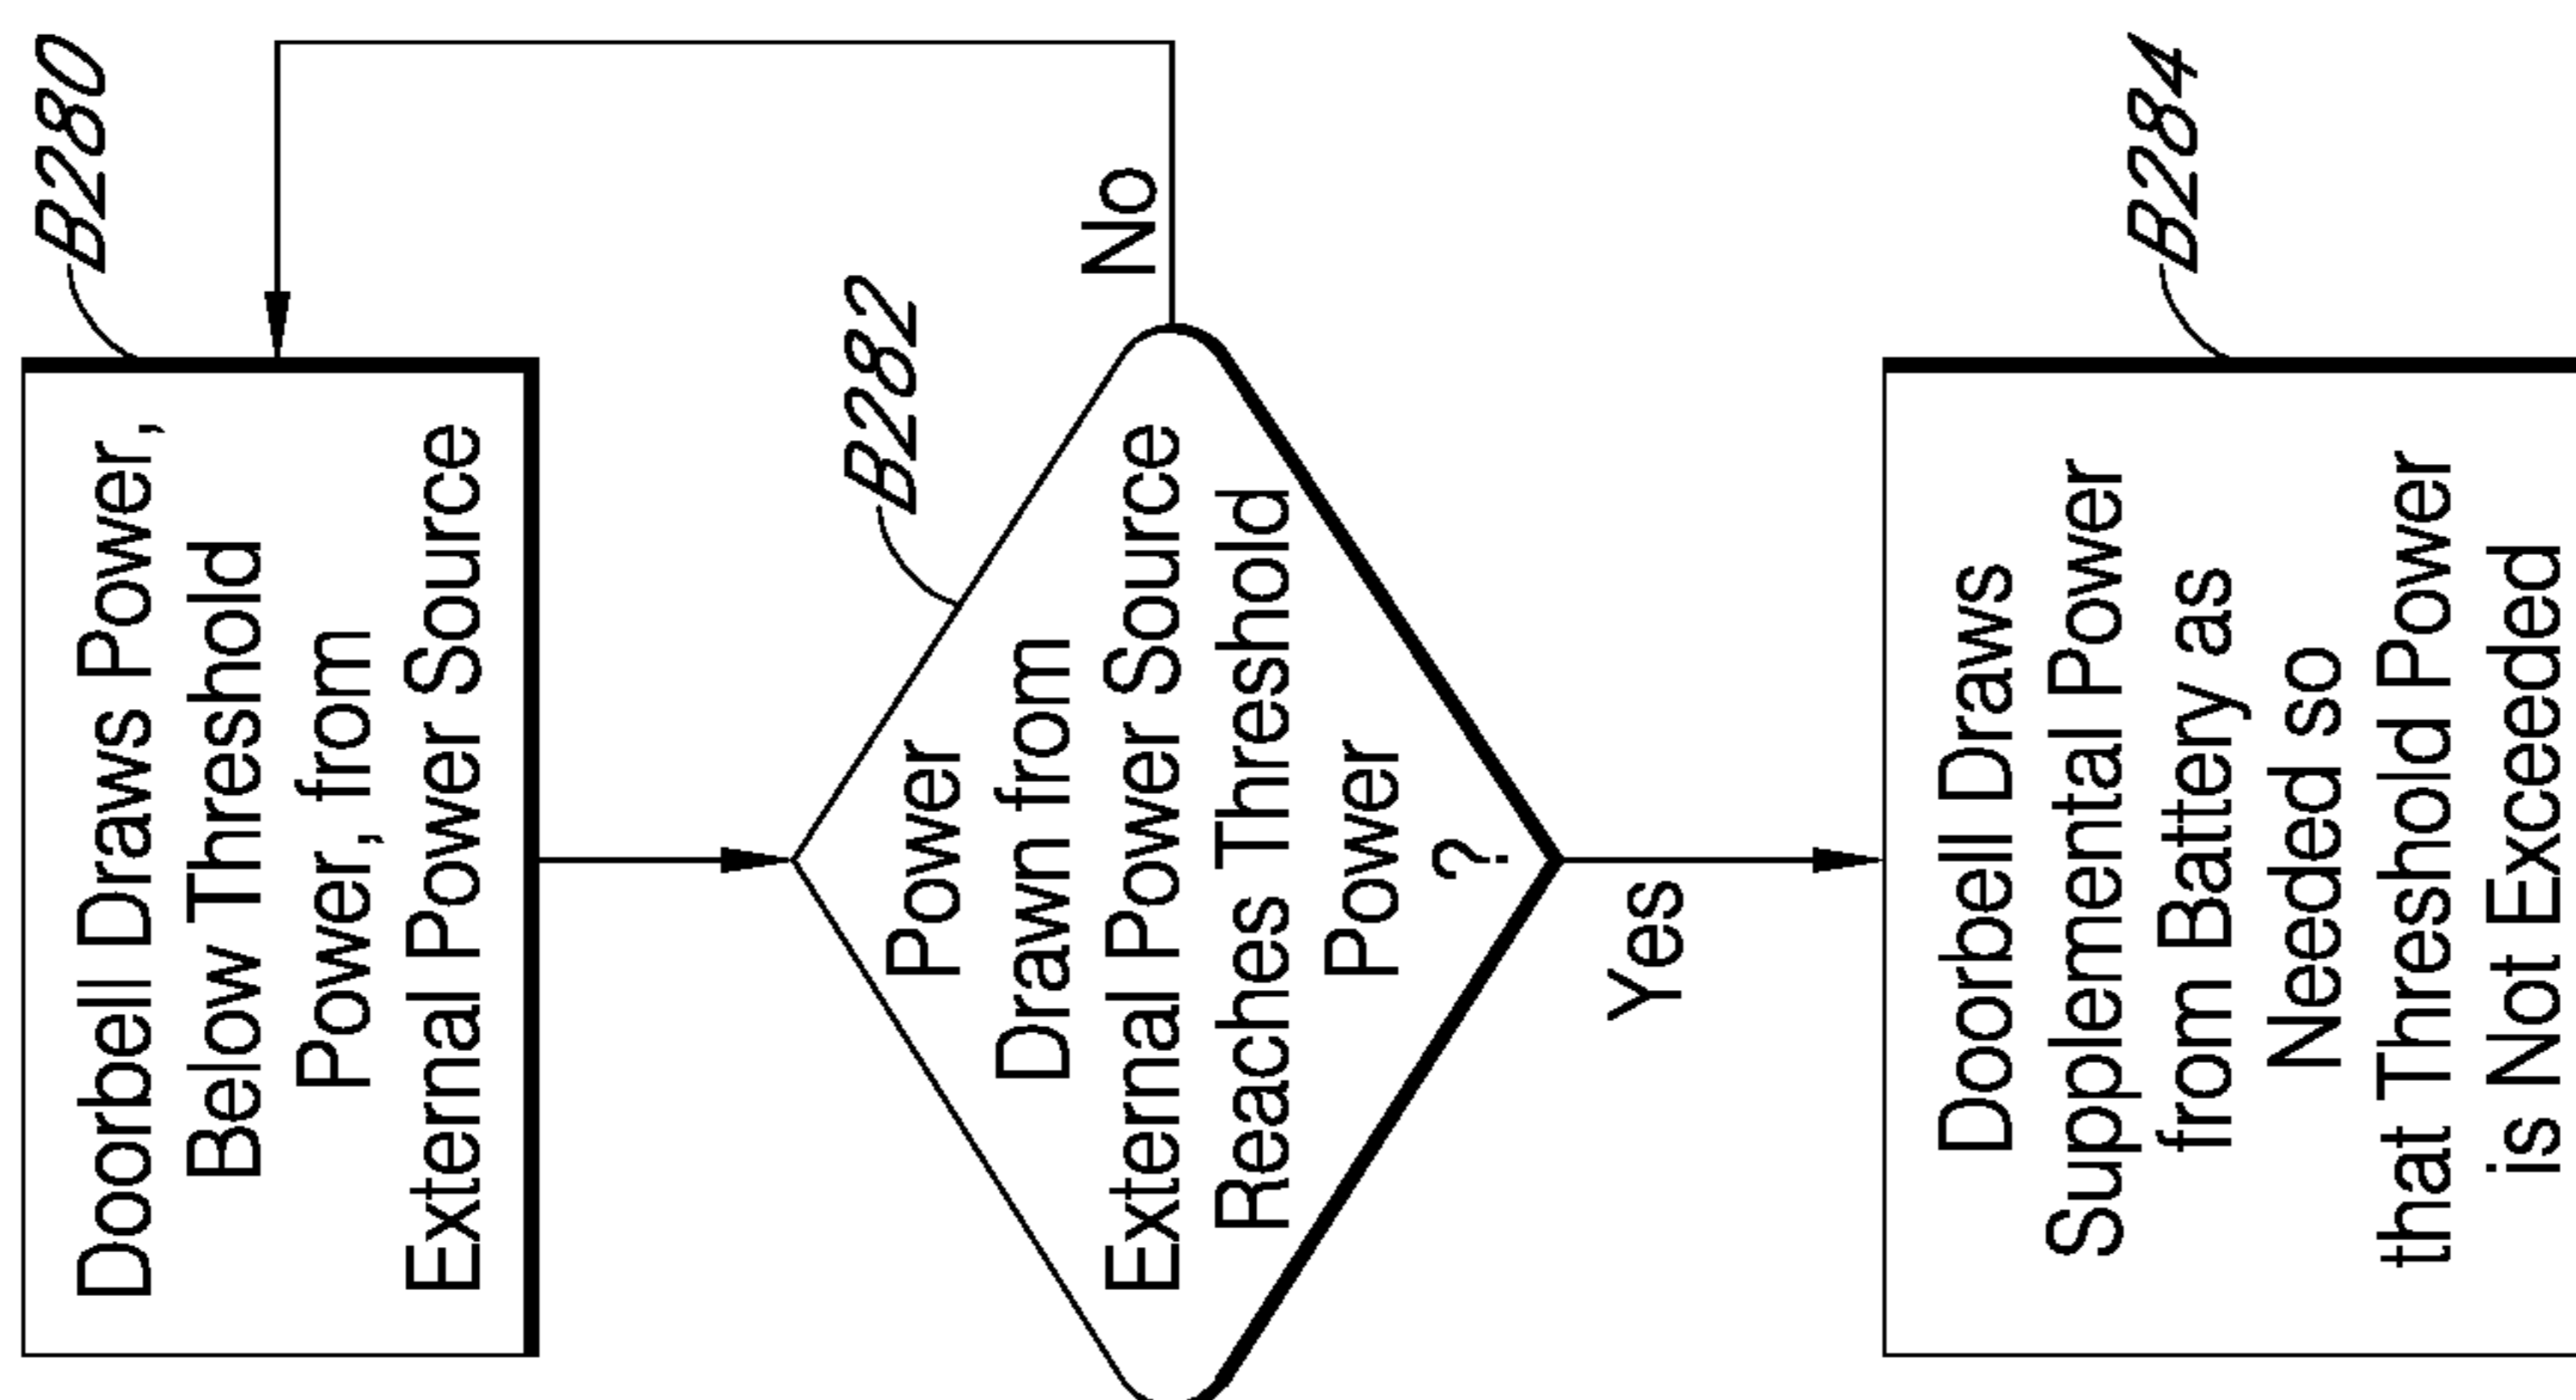 B280
Doorbell Draws Power,
Below Threshold
Power, from
External Power Source
B282
Power
Drawn from
External Power Source
Reaches Threshold
Power
?
No
Yes
B284
Doorbell Draws
Supplemental Power
from Battery as
Needed so
that Threshold Power
is Not Exceeded